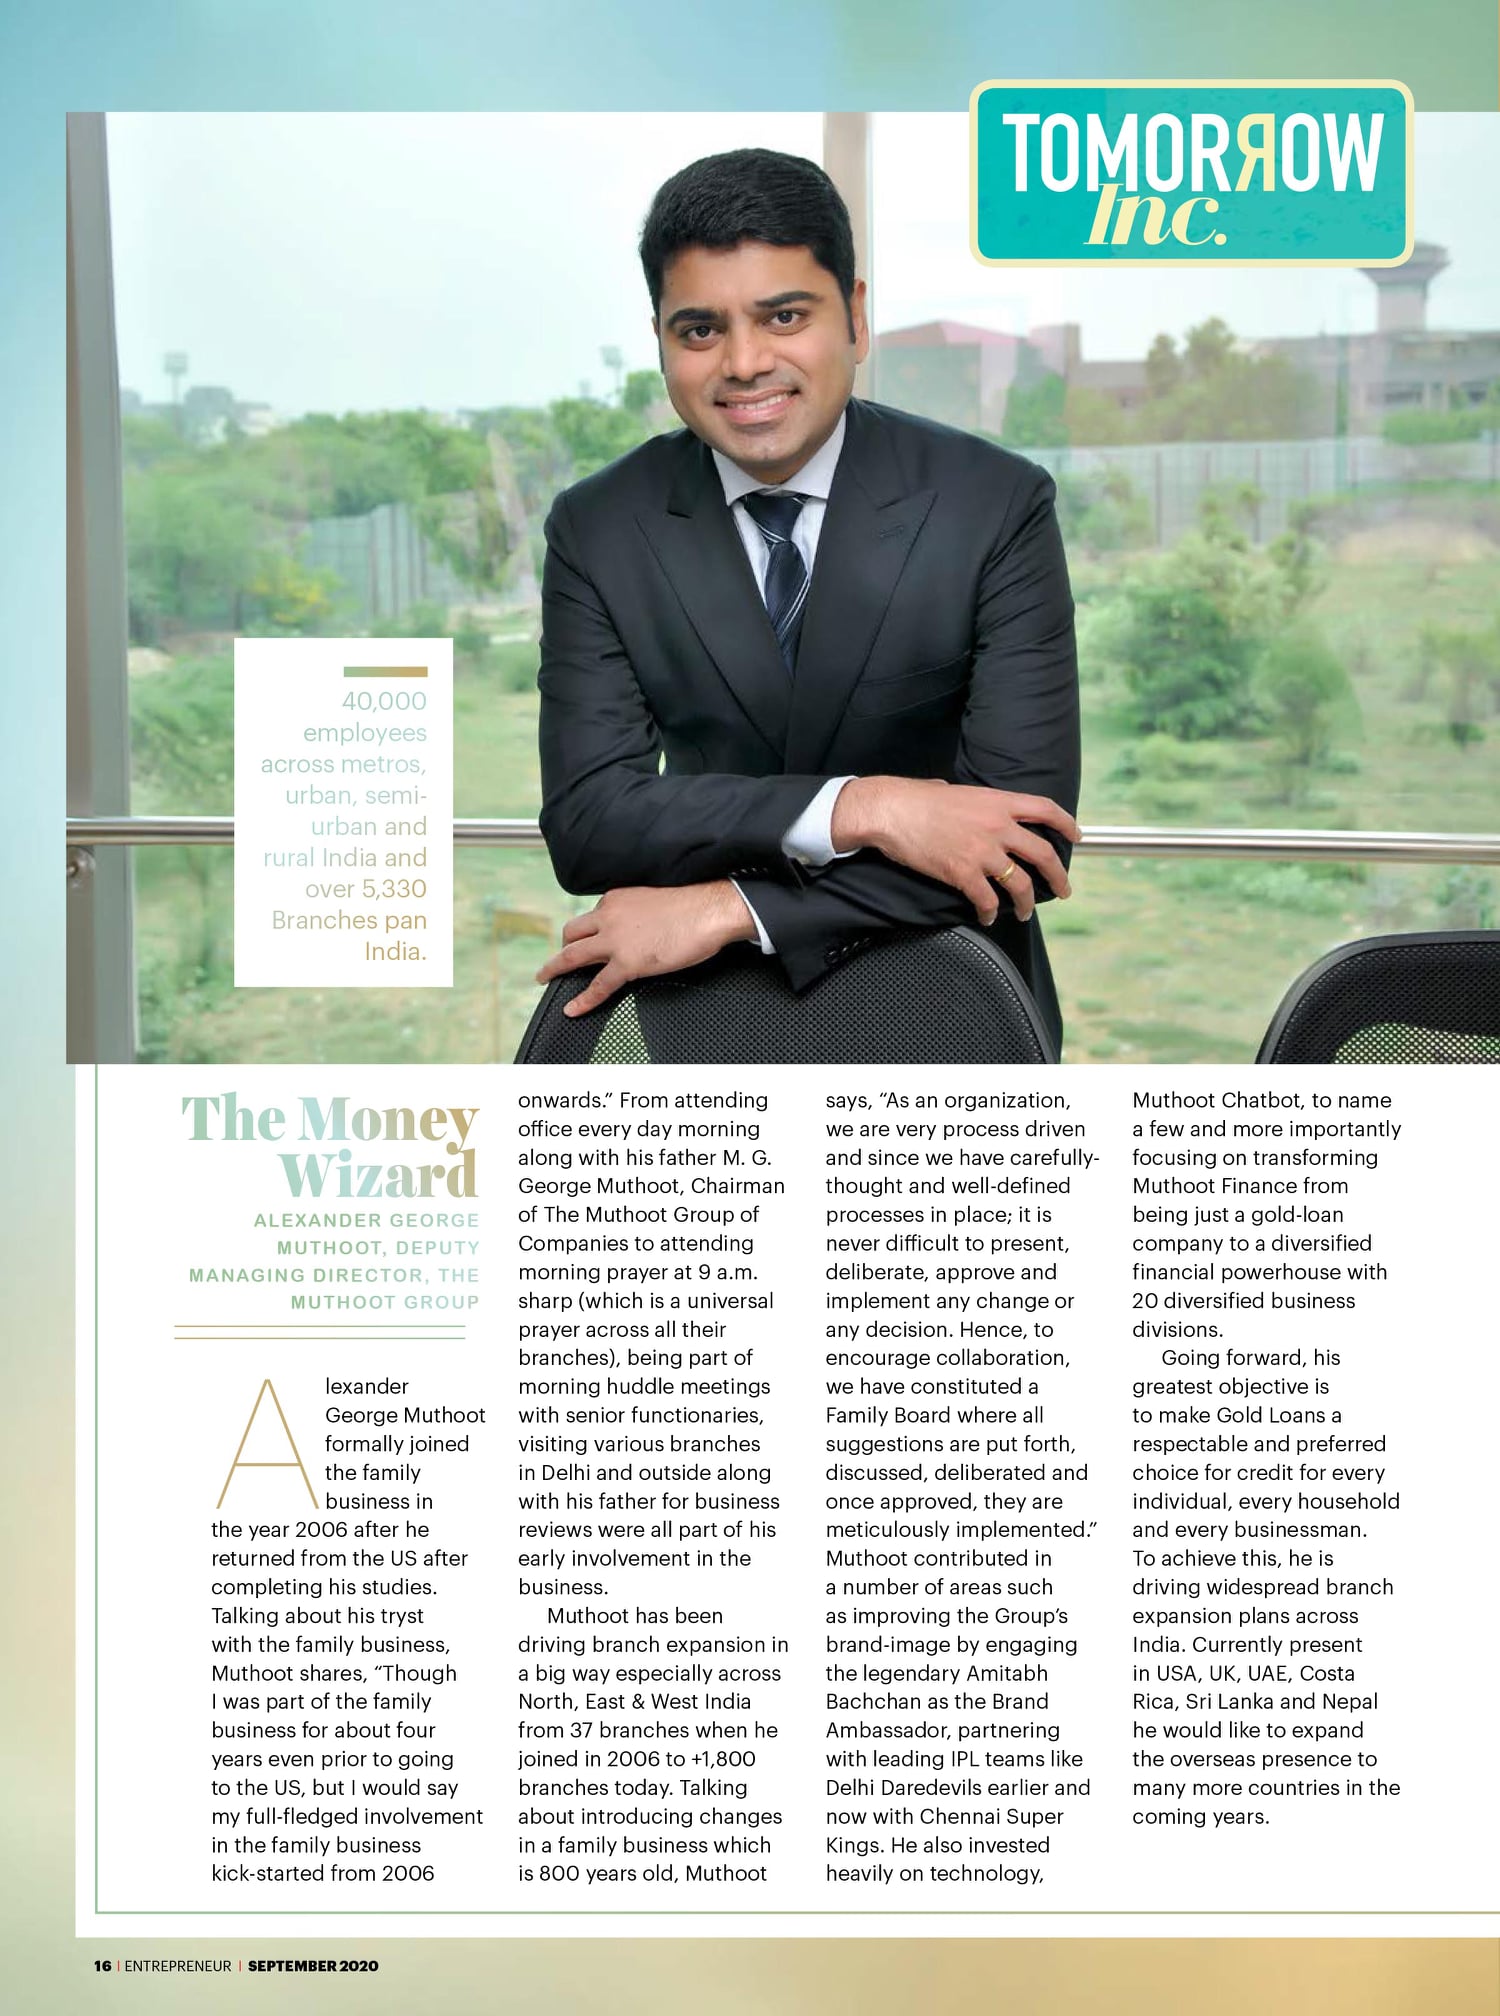 TOMORROW
Inc.
40,000
employees
across metros,
urban, semi-
urban and
rural India and
over 5,330
Branches pan
India.
The Money
Wizard
ALEXANDER GEORGE
MUTHOOT, DEPUTY
MANAGING DIRECTOR, THE
MUTHOOT GROUP
Alexander
George Muthoot
formally joined
the family
business in
the year 2006 after he
returned from the US after
completing his studies.
Talking about his tryst
with the family business,
Muthoot shares, “Though
I was part of the family
business for about four
years even prior to going
to the US, but I would say
my full-fledged involvement
in the family business
kick-started from 2006
onwards.” From attending
office every day morning
along with his father M. G.
George Muthoot, Chairman
of The Muthoot Group of
Companies to attending
morning prayer at 9 a.m.
sharp (which is a universal
prayer across all their
branches), being part of
morning huddle meetings
with senior functionaries,
visiting various branches
in Delhi and outside along
with his father for business
reviews were all part of his
early involvement in the
business.
Muthoot has been
driving branch expansion in
a big way especially across
North, East & West India
from 37 branches when he
joined in 2006 to +1,800
branches today. Talking
about introducing changes
in a family business which
is 800 years old, Muthoot
says, “As an organization,
we are very process driven
and since we have carefully-
thought and well-defined
processes in place; it is
never difficult to present,
deliberate, approve and
implement any change or
any decision. Hence, to
encourage collaboration,
we have constituted a
Family Board where all
suggestions are put forth,
discussed, deliberated and
once approved, they are
meticulously implemented.”
Muthoot contributed in
a number of areas such
as improving the Group’s
brand-image by engaging
the legendary Amitabh
Bachchan as the Brand
Ambassador, partnering
with leading IPL teams like
Delhi Daredevils earlier and
now with Chennai Super
Kings. He also invested
heavily on technology,
Muthoot Chatbot, to name
a few and more importantly
focusing on transforming
Muthoot Finance from
being just a gold-loan
company to a diversified
financial powerhouse with
20 diversified business
divisions.
Going forward, his
greatest objective is
to make Gold Loans a
respectable and preferred
choice for credit for every
individual, every household
and every businessman.
To achieve this, he is
driving widespread branch
expansion plans across
India. Currently present
in USA, UK, UAE, Costa
Rica, Sri Lanka and Nepal
he would like to expand
the overseas presence to
many more countries in the
coming years.
16 | ENTREPRENEUR | SEPTEMBER 2020